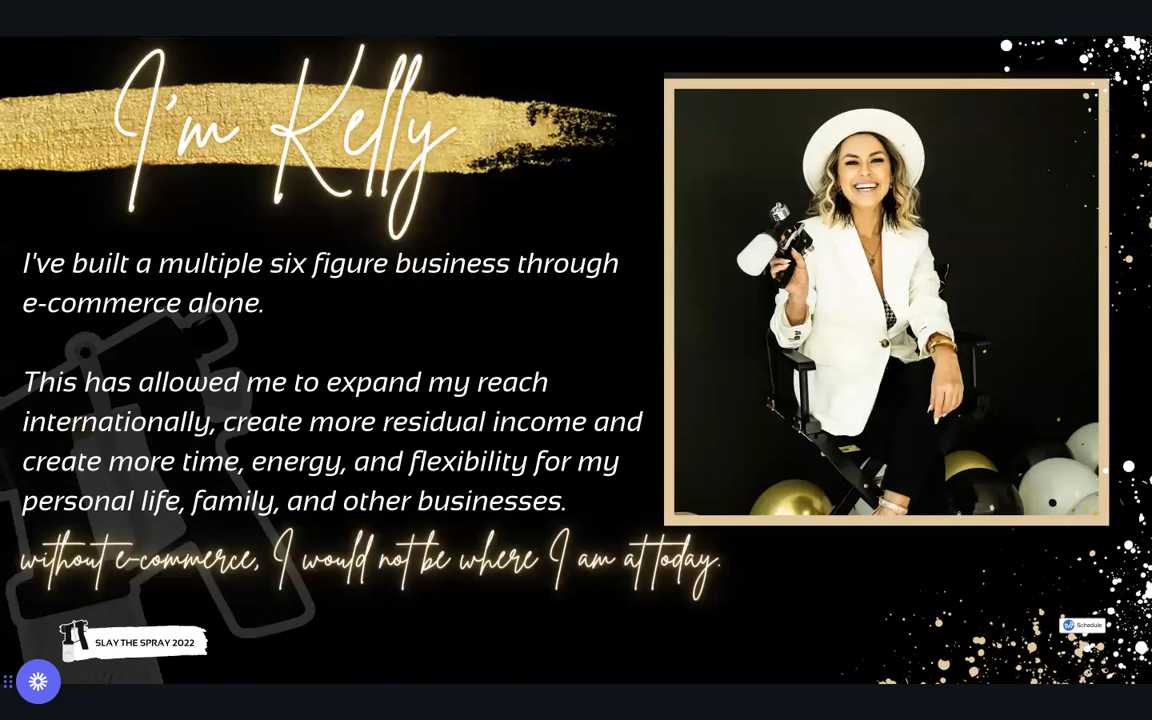 I'm Kelly
I've built a multiple six figure business through
e-commerce alone.
This has allowed me to expand my reach
internationally, create more residual income and
create more time, energy, and flexibility for my
personal life, family, and other businesses.
without e-commerce, I would not be where I am at today.
SLAY THE SPRAY 2022
Schedule